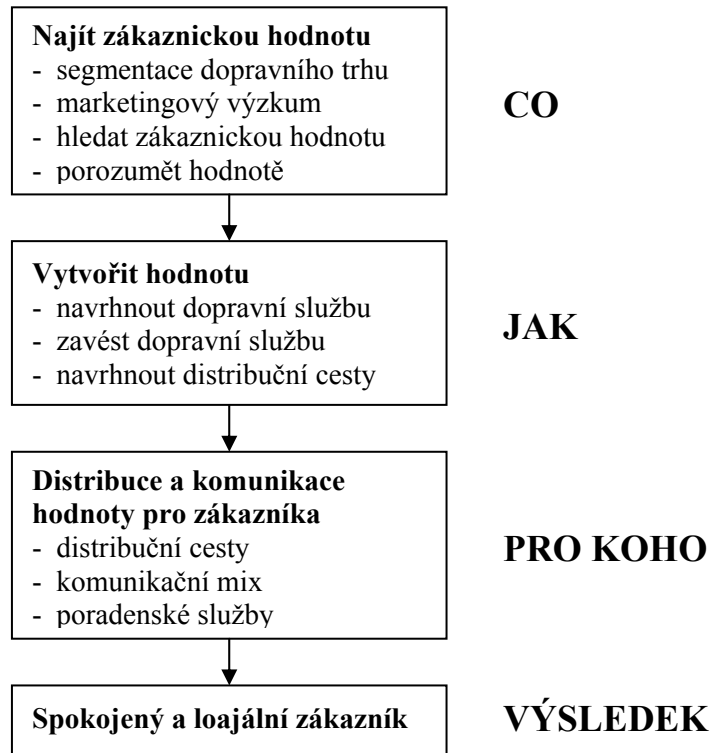 Najít zákaznickou hodnotu
- segmentace dopravního trhu
- marketingový výzkum
- hledat zákaznickou hodnotu
- porozumět hodnotě
CO
Vytvořit hodnotu
- navrhnout dopravní službu
- zavést dopravní službu
- navrhnout distribuční cesty
JAK
Distribuce a komunikace
hodnoty pro zákazníka
- distribuční cesty
- komunikační mix
- poradenské služby
PRO KOHO
Spokojený a loajální zákazník
VÝSLEDEK